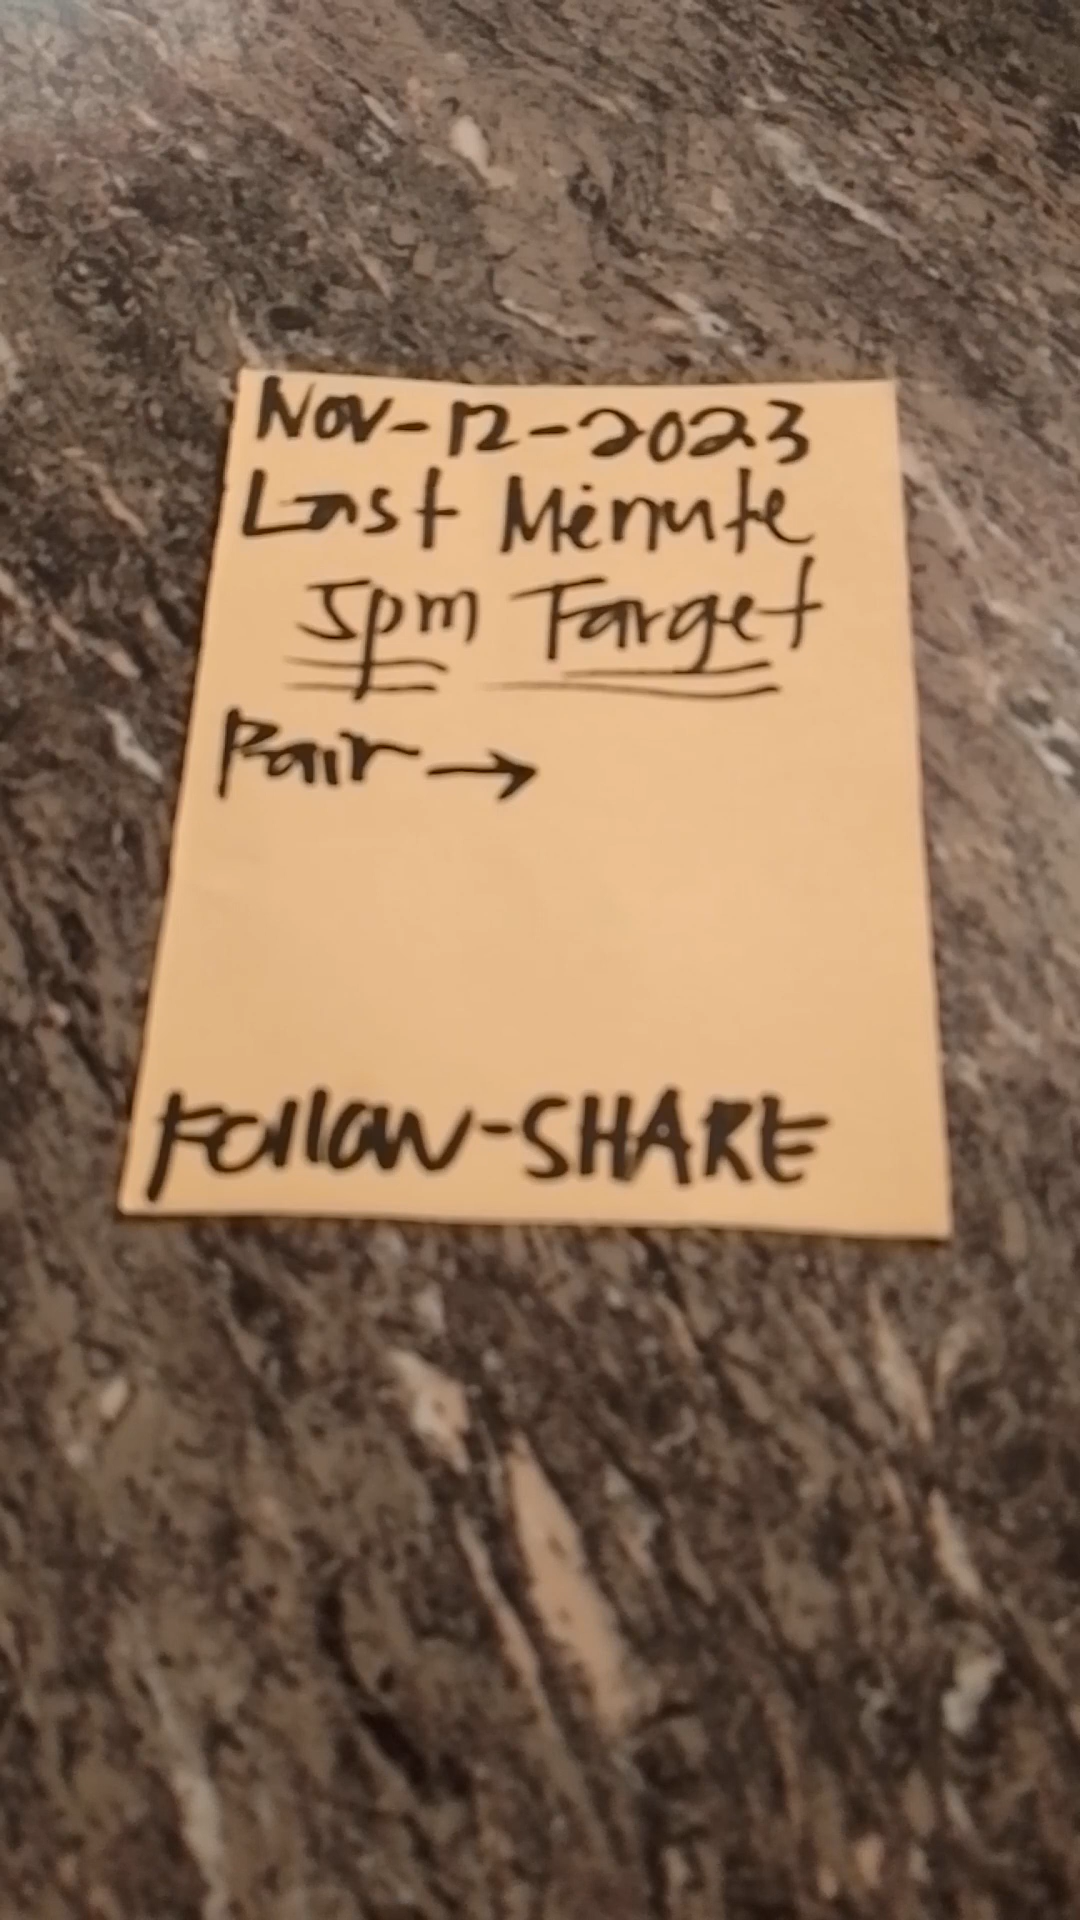 Nov-12-2023
Last Minute
5pm Target
Pair→
FOllOW-SHARE